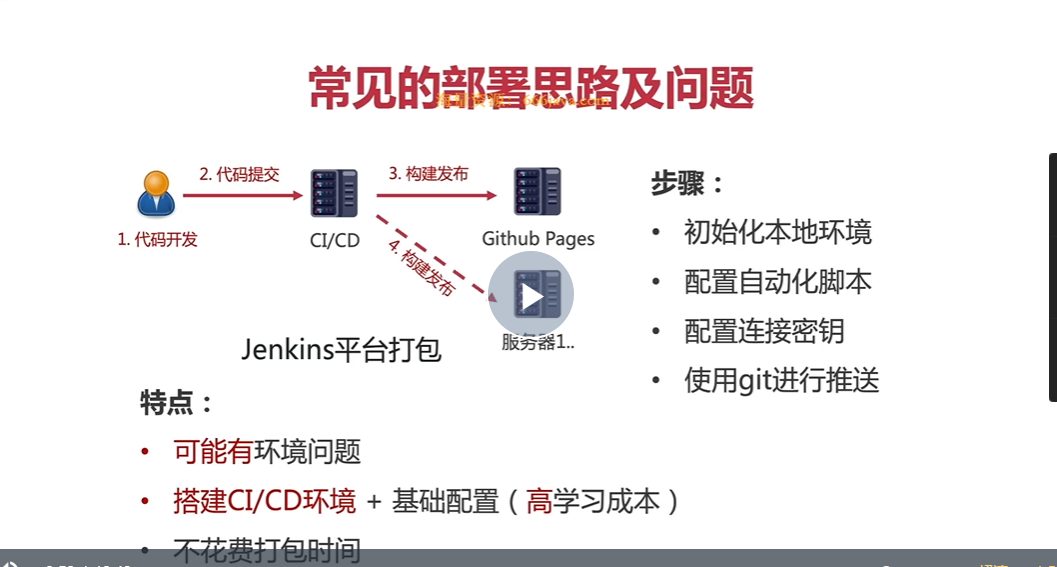 常见的部署思路及问题
2. 代码提交
3. 构建发布
1. 代码开发
CI/CD
Github Pages
4. 构建发布
服务器1..
Jenkins平台打包
步骤：
• 初始化本地环境
• 配置自动化脚本
• 配置连接密钥
• 使用git进行推送
特点：
• 可能有环境问题
• 搭建CI/CD环境 + 基础配置（高学习成本）
• 不花费打包时间